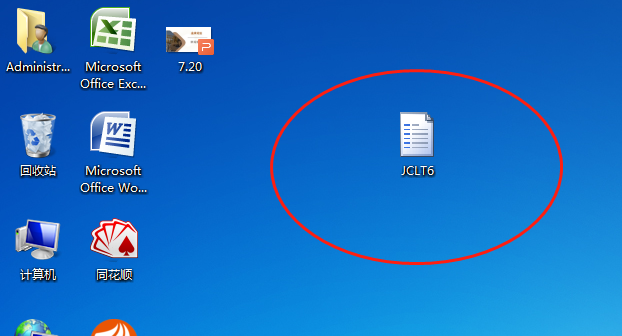 Administr...
Microsoft
Office Exc...
7.20
JCLT6
回收站
Microsoft
Office Wo...
计算机
同花顺